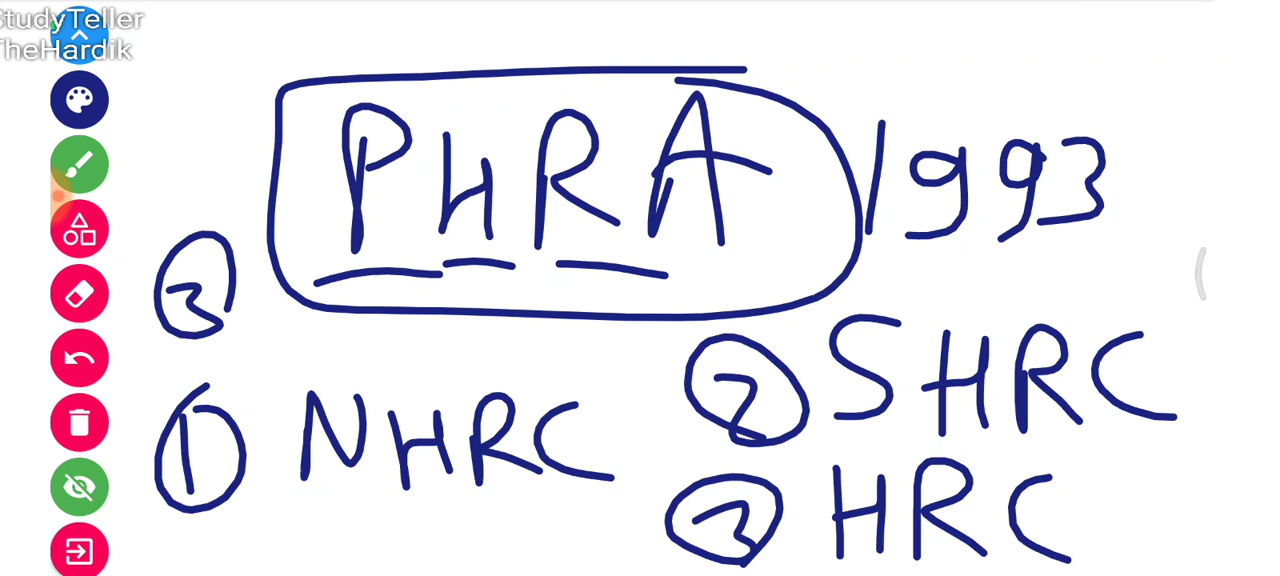 StudyTeller
TheHardik
PHRA 1993
3
1 NHRC
2 SHRC
3 HRC